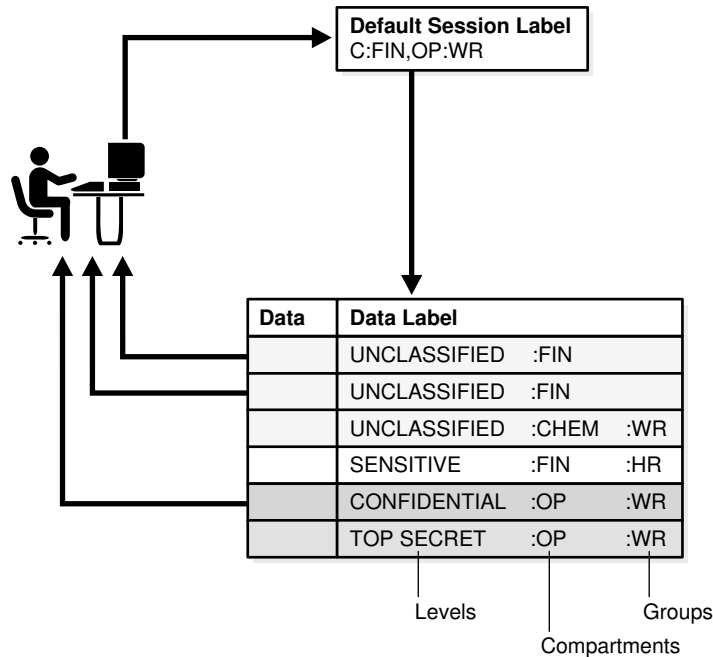 Default Session Label
C:FIN,OP:WR
Data Data Label
UNCLASSIFIED :FIN
UNCLASSIFIED :FIN
UNCLASSIFIED :CHEM :WR
SENSITIVE :FIN :HR
CONFIDENTIAL :OP :WR
TOP SECRET :OP :WR
Levels Groups
Compartments